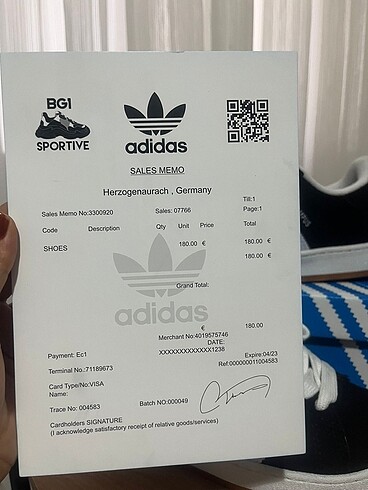 BG1
SPORTIVE
adidas
SALES MEMO
Herzogenaurach , Germany
Till:1
Sales Memo No:3300920 Sales: 07766 Page:1
Code Description Qty Unit Price Total
SHOES 180.00 € 180.00 €
180.00 €
Grand Total:
adidas
€ 180.00
Merchant No:4019575746
DATE:
Payment: Ec1 XXXXXXXXXXXXX1238 Expire:04/23
Terminal No.:71189673 Ref:000000011004583
Card Type/No:VISA
Name:
Trace No: 004583 Batch NO:000049
Cardholders SIGNATURE
(I acknowledge satisfactory receipt of relative goods/services)